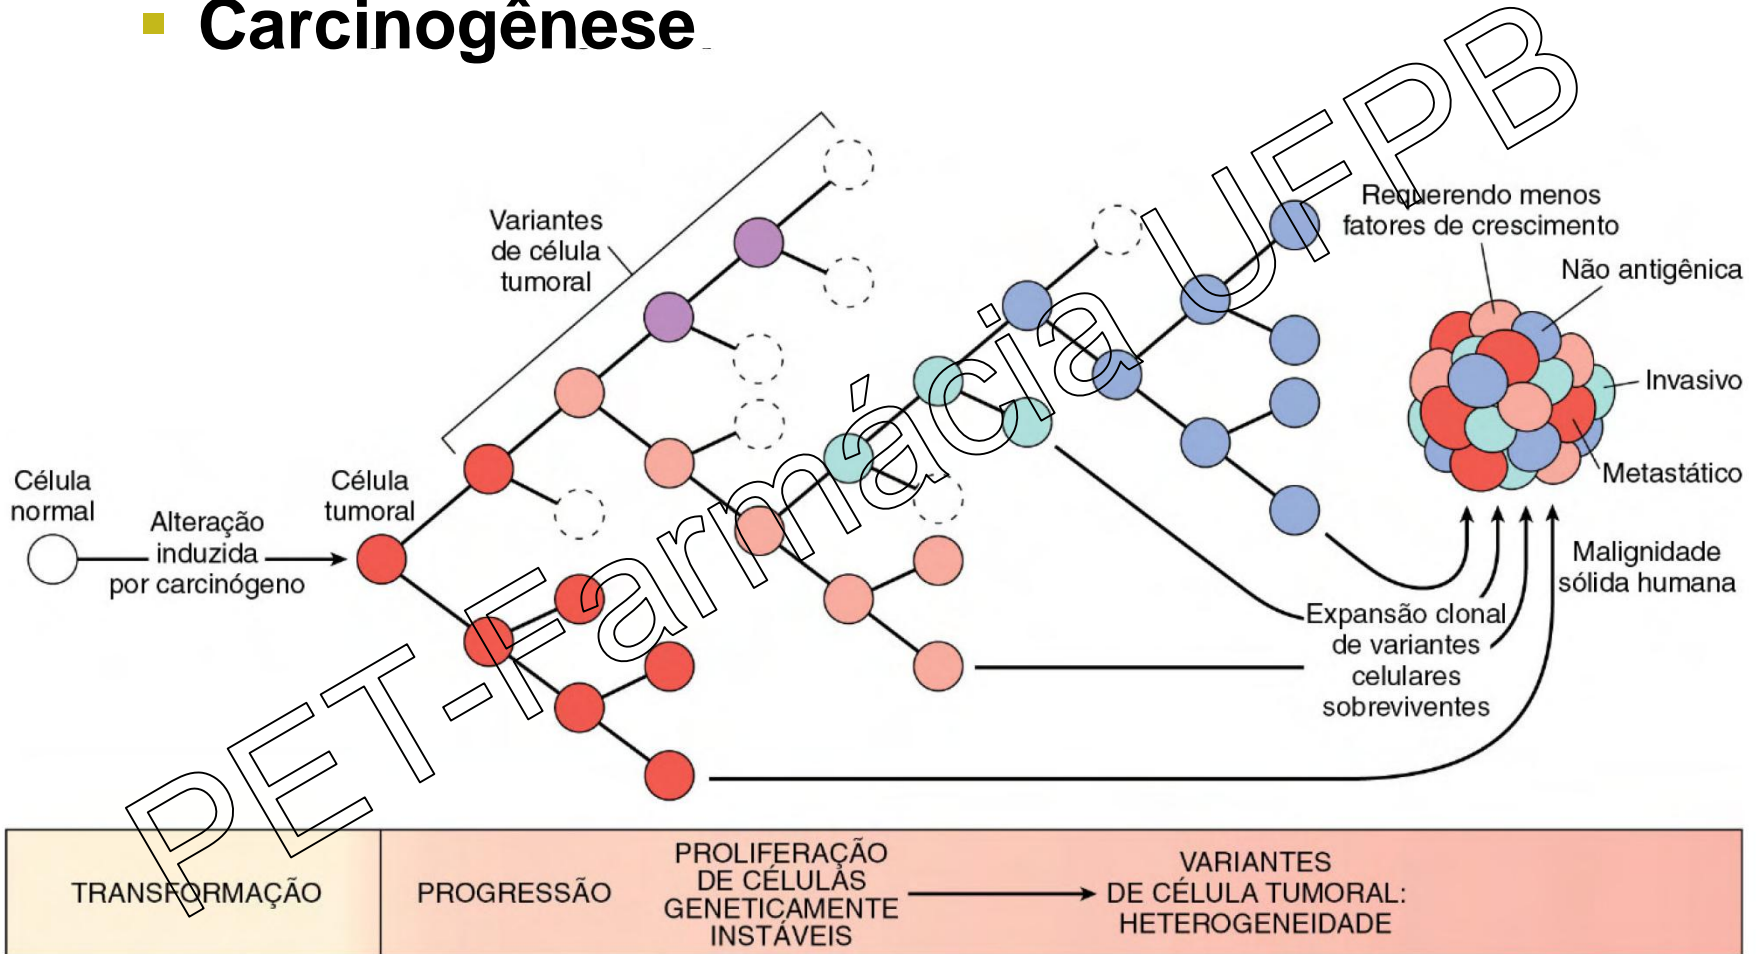 Carcinogênese
Variantes
de célula
tumoral
Requerendo menos
fatores de crescimento
Não antigênica
Invasivo
Metastático
Célula
normal
Alteração
induzida
por carcinógeno
Célula
tumoral
Malignidade
sólida humana
Expansão clonal
de variantes
celulares
sobreviventes
PET-Farmácia UFPB
TRANSFORMAÇÃO
PROGRESSÃO
PROLIFERAÇÃO
DE CÉLULAS
GENETICAMENTE
INSTÁVEIS
VARIANTES
DE CÉLULA TUMORAL:
HETEROGENEIDADE